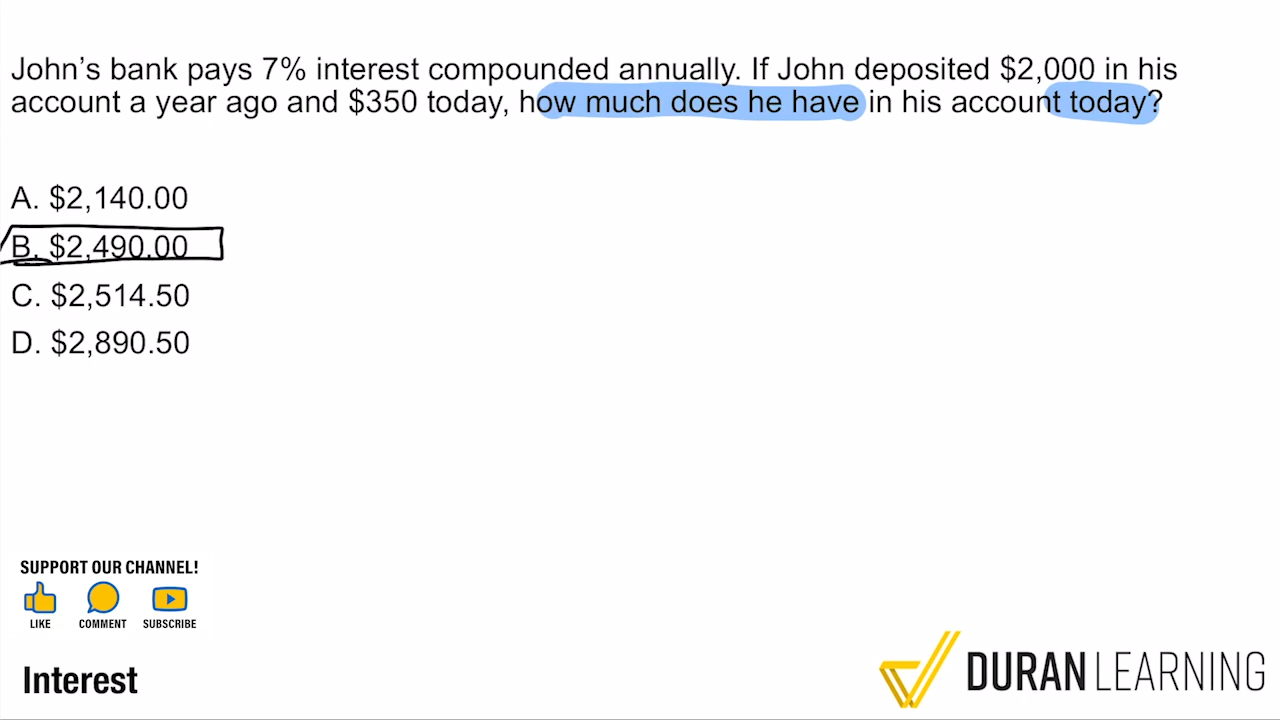 John’s bank pays 7% interest compounded annually. If John deposited $2,000 in his
account a year ago and $350 today, how much does he have in his account today?
A. $2,140.00
B. $2,490.00
C. $2,514.50
D. $2,890.50
SUPPORT OUR CHANNEL!
LIKE COMMENT SUBSCRIBE
Interest
DURAN LEARNING